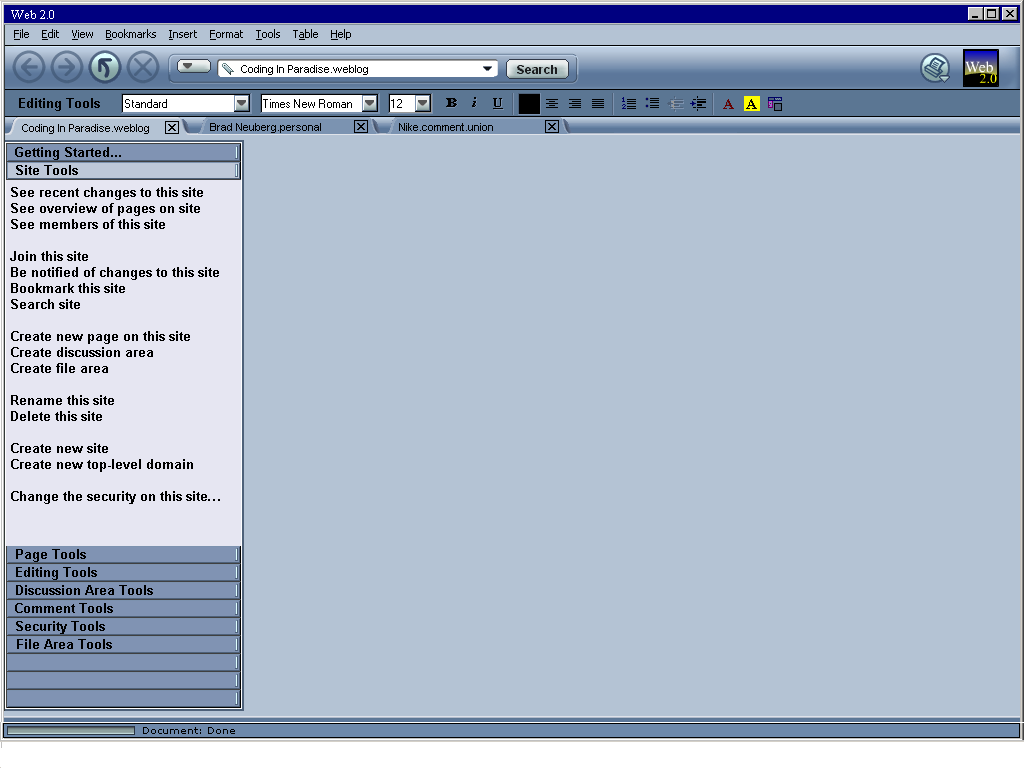 Web 2.0
File Edit View Bookmarks Insert Format Tools Table Help
Coding In Paradise.weblog Search Web 2.0
Editing Tools Standard Times New Roman 12 B i U A A
Coding In Paradise.weblog Brad Neuberg.personal Nike.comment.union
Getting Started...
Site Tools
See recent changes to this site
See overview of pages on site
See members of this site
Join this site
Be notified of changes to this site
Bookmark this site
Search site
Create new page on this site
Create discussion area
Create file area
Rename this site
Delete this site
Create new site
Create new top-level domain
Change the security on this site...
Page Tools
Editing Tools
Discussion Area Tools
Comment Tools
Security Tools
File Area Tools
Document: Done